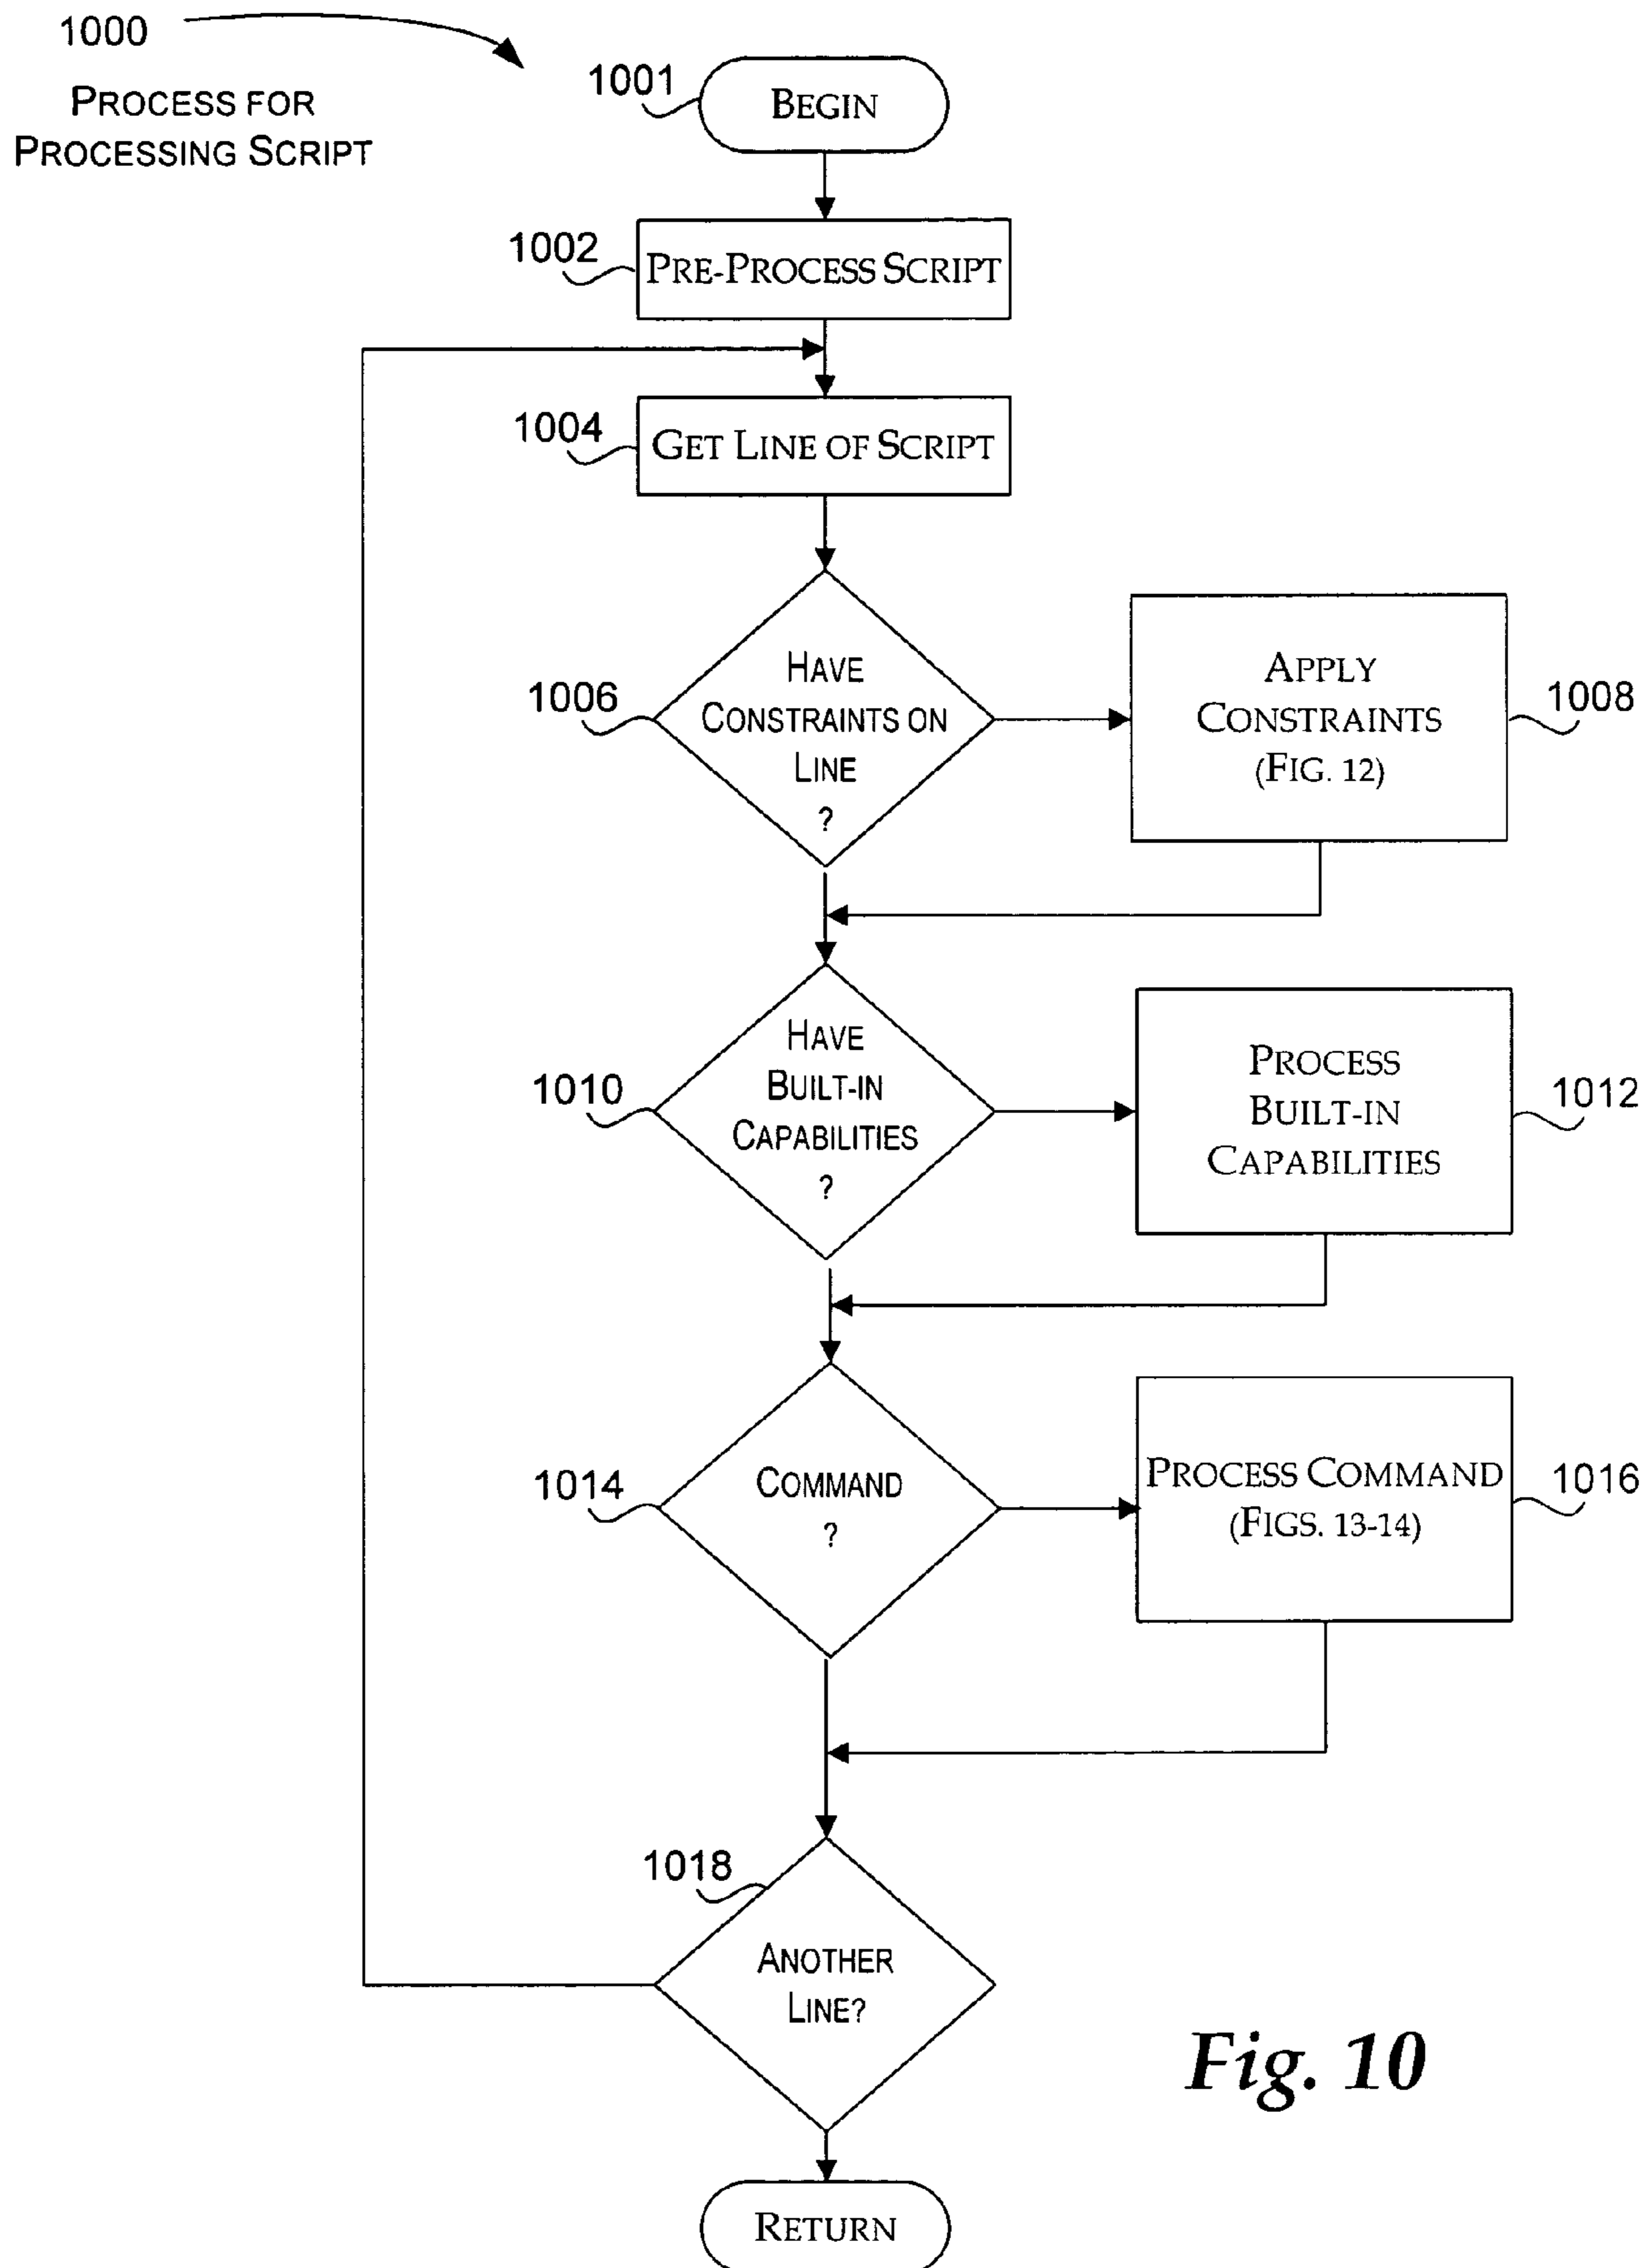 1000
PROCESS FOR
PROCESSING SCRIPT
1001
BEGIN
1002
PRE-PROCESS SCRIPT
1004
GET LINE OF SCRIPT
1006
HAVE
CONSTRAINTS ON
LINE
?
APPLY
CONSTRAINTS
(FIG. 12)
1008
1010
HAVE
BUILT-IN
CAPABILITIES
?
PROCESS
BUILT-IN
CAPABILITIES
1012
1014
COMMAND
?
PROCESS COMMAND
(FIGS. 13-14)
1016
1018
ANOTHER
LINE?
Fig. 10
RETURN